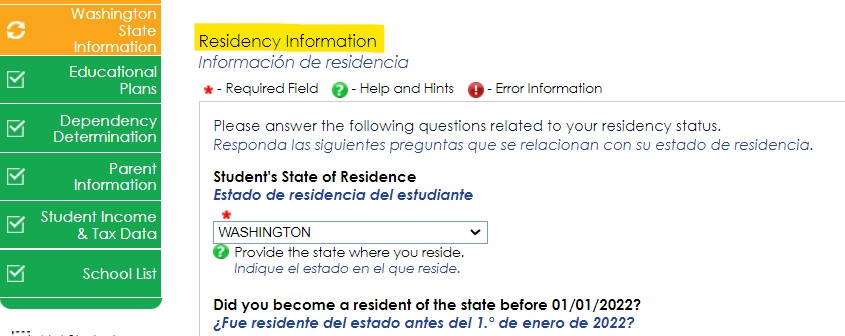 Washington
State
Information
Educational
Plans
Dependency
Determination
Parent
Information
Student Income
& Tax Data
School List
Residency Information
Información de residencia
* - Required Field ? - Help and Hints ! - Error Information
Please answer the following questions related to your residency status.
Responda las siguientes preguntas que se relacionan con su estado de residencia.
Student's State of Residence
Estado de residencia del estudiante
*
WASHINGTON
? Provide the state where you reside.
Indique el estado en el que reside.
Did you become a resident of the state before 01/01/2022?
¿Fue residente del estado antes del 1.° de enero de 2022?